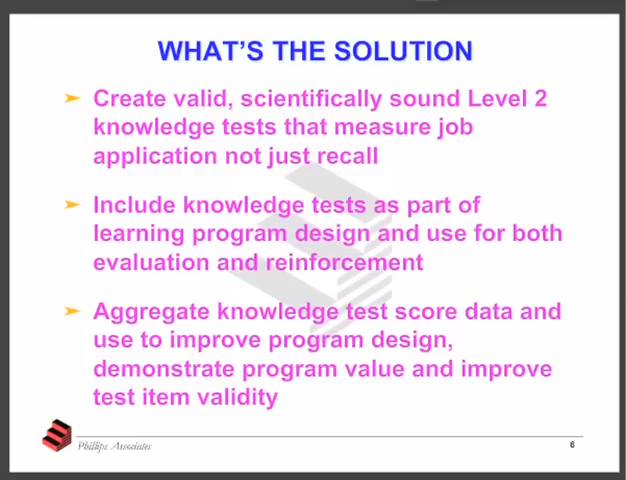 WHAT'S THE SOLUTION
Create valid, scientifically sound Level 2
knowledge tests that measure job
application not just recall
Include knowledge tests as part of
learning program design and use for both
evaluation and reinforcement
Aggregate knowledge test score data and
use to improve program design,
demonstrate program value and improve
test item validity
Phillips Associates
6